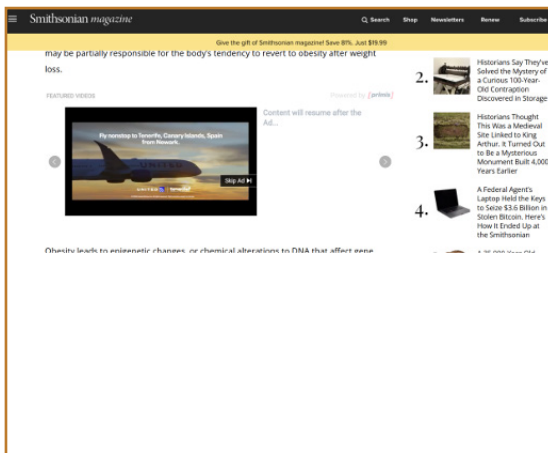 Smithsonian magazine
Search Shop Newsletters Renew Subscribe
Give the gift of Smithsonian magazine! Save 81%. Just $19.99
may be partially responsible for the body's tendency to revert to obesity after weight
loss.
FEATURED VIDEOS
Powered by [primis]
Fly nonstop to Tenerife, Canary Islands, Spain
from Newark.
UNITED
UNITED
Skip Ad
Content will resume after the
Ad...
Obesity leads to epigenetic changes, or chemical alterations to DNA that affect gene
2.
Historians Say They've
Solved the Mystery of
a Curious 100-Year-
Old Contraption
Discovered in Storage
3.
Historians Thought
This Was a Medieval
Site Linked to King
Arthur. It Turned Out
to Be a Mysterious
Monument Built 4,000
Years Earlier
4.
A Federal Agent's
Laptop Held the Keys
to Seize $3.6 Billion in
Stolen Bitcoin. Here's
How It Ended Up at
the Smithsonian